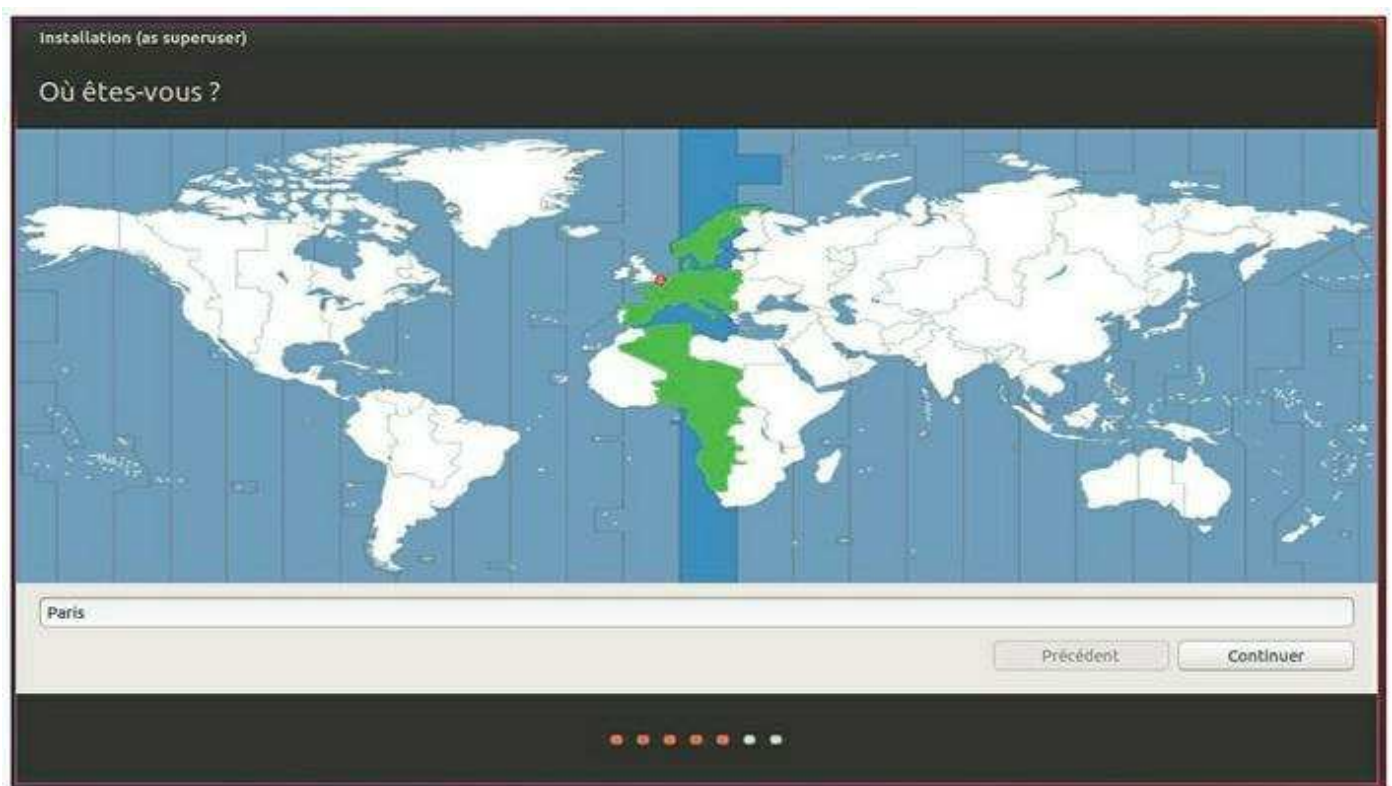 Installation (as superuser)
Où êtes-vous ?
Paris
Précédent
Continuer